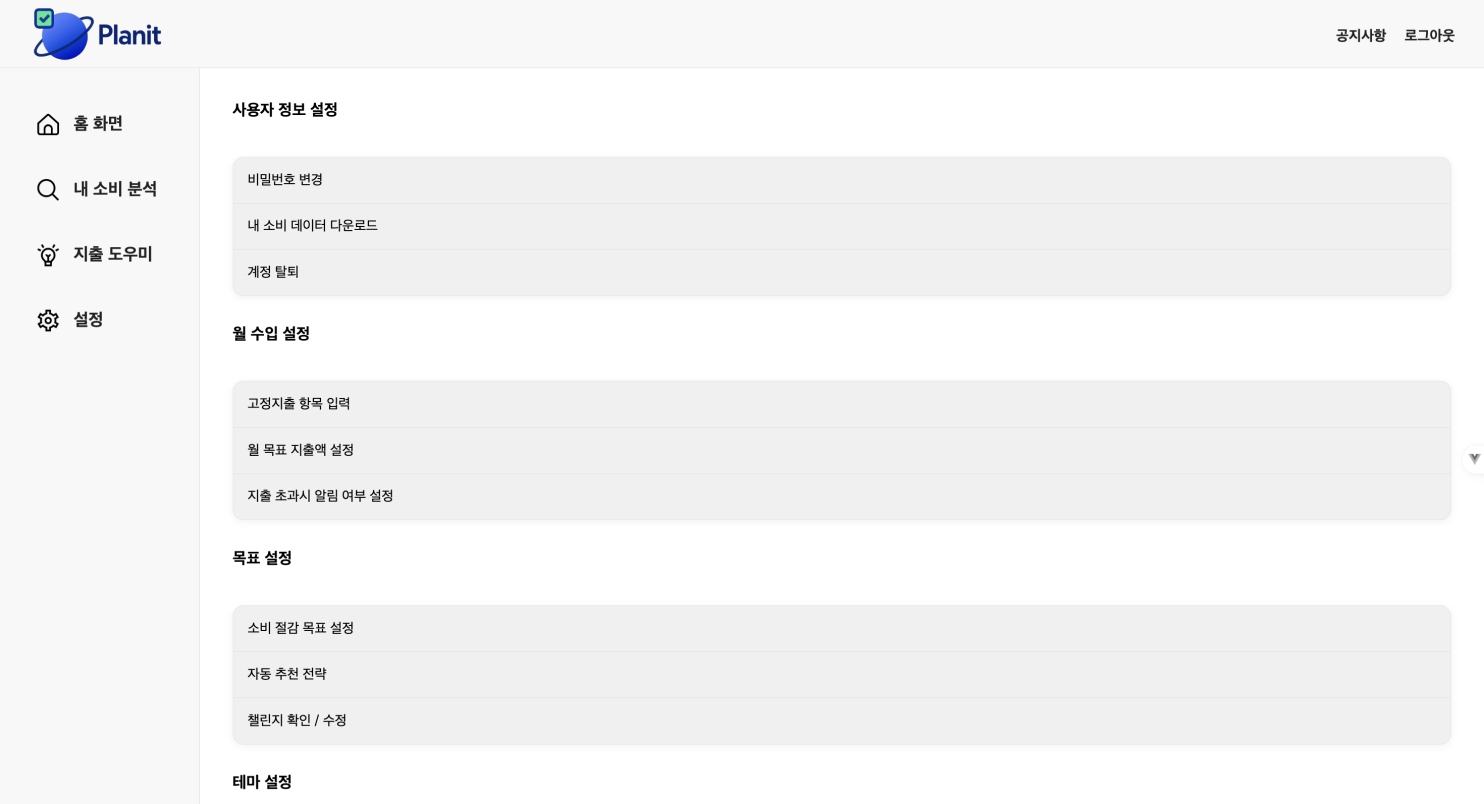 Planit
공지사항 로그아웃
홈 화면
내 소비 분석
지출 도우미
설정
사용자 정보 설정
비밀번호 변경
내 소비 데이터 다운로드
계정 탈퇴
월 수입 설정
고정지출 항목 입력
월 목표 지출액 설정
지출 초과시 알림 여부 설정
목표 설정
소비 절감 목표 설정
자동 추천 전략
챌린지 확인 / 수정
테마 설정